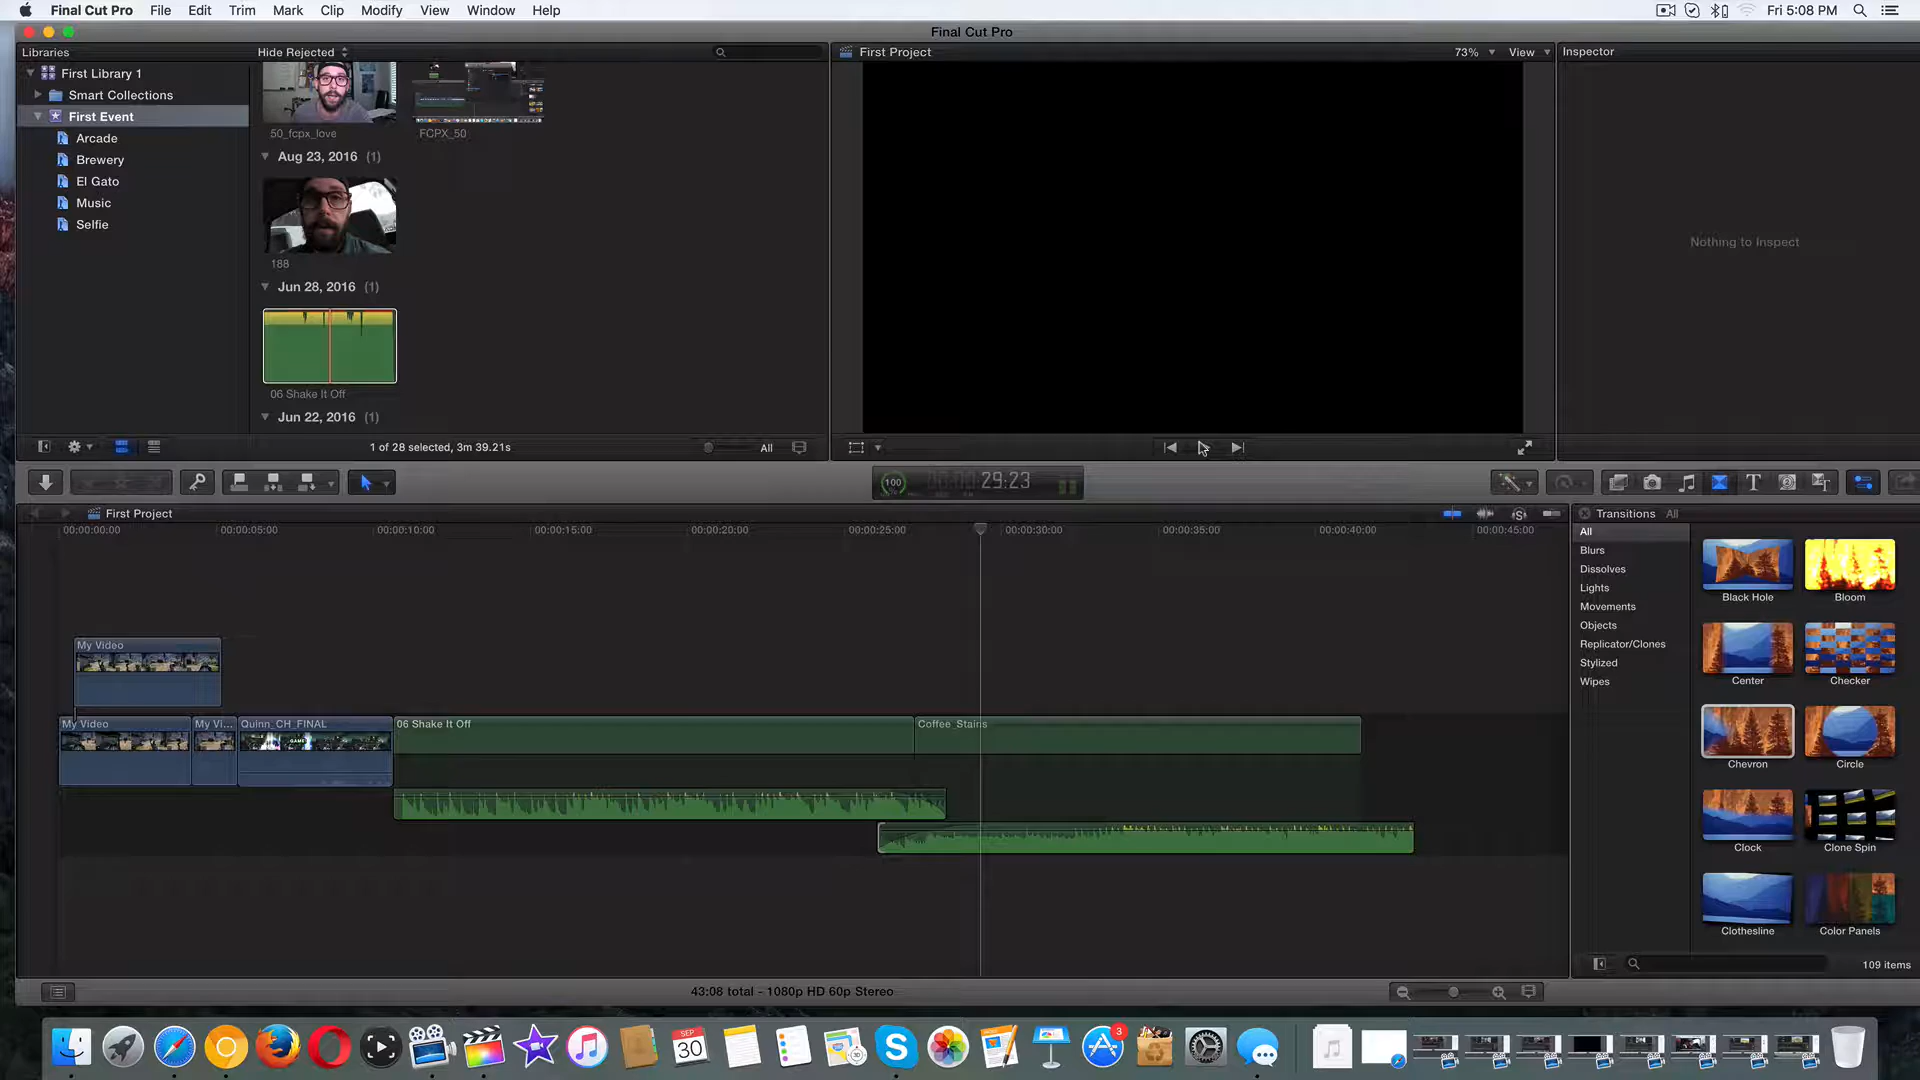 Final Cut Pro File Edit Trim Mark Clip Modify View Window Help
Fri 5:08 PM
Final Cut Pro
Libraries
Hide Rejected
First Project
73%
View
Inspector
First Library 1
Smart Collections
First Event
Arcade
Brewery
El Gato
Music
Selfie
50_fcpx_love
FCPX_50
Aug 23, 2016 (1)
188
Jun 28, 2016 (1)
06 Shake It Off
Jun 22, 2016 (1)
Nothing to Inspect
1 of 28 selected, 3m 39.21s
All
100
29:23
First Project
00:00:00:00
00:00:05:00
00:00:10:00
00:00:15:00
00:00:20:00
00:00:25:00
00:00:30:00
00:00:35:00
00:00:40:00
00:00:45:00
My Video
My Video
My Vi...
Quinn_CH_FINAL
06 Shake It Off
Coffee_Stains
Transitions All
All
Blurs
Dissolves
Lights
Movements
Objects
Replicator/Clones
Stylized
Wipes
Black Hole
Bloom
Center
Checker
Chevron
Circle
Clock
Clone Spin
Clothesline
Color Panels
109 items
43:08 total - 1080p HD 60p Stereo
SEP
30
3